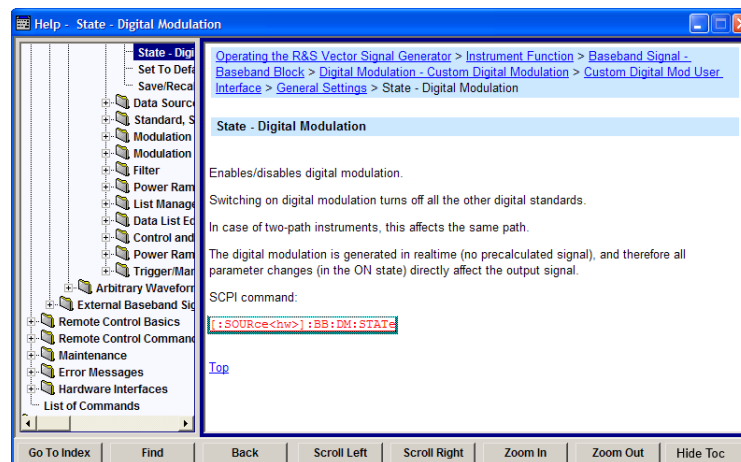 Help - State - Digital Modulation
State - Digi
Set To Defa
Save/Recal
Data Source
Standard, S
Modulation
Modulation
Filter
Power Ram
List Manage
Data List Ed
Control and
Power Ram
Trigger/Mar
Arbitrary Waveform
External Baseband Sig
Remote Control Basics
Remote Control Command
Maintenance
Error Messages
Hardware Interfaces
List of Commands
Operating the R&S Vector Signal Generator > Instrument Function > Baseband Signal -
Baseband Block > Digital Modulation - Custom Digital Modulation > Custom Digital Mod User
Interface > General Settings > State - Digital Modulation
State - Digital Modulation
Enables/disables digital modulation.
Switching on digital modulation turns off all the other digital standards.
In case of two-path instruments, this affects the same path.
The digital modulation is generated in realtime (no precalculated signal), and therefore all
parameter changes (in the ON state) directly affect the output signal.
SCPI command:
[:SOURce<hw>]:BB:DM:STATe
Top
Go To Index
Find
Back
Scroll Left
Scroll Right
Zoom In
Zoom Out
Hide Toc